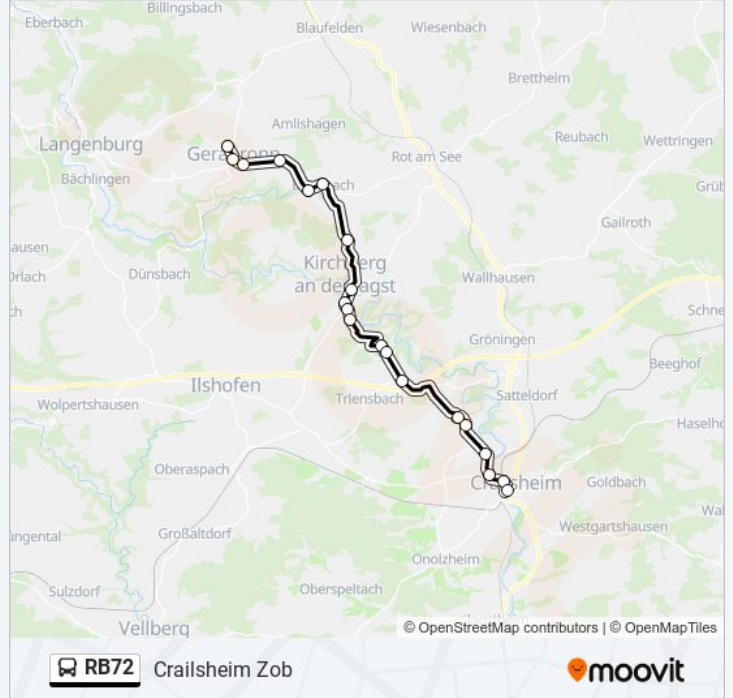 Billingsbach
Eberbach
Blaufelden
Wiesenbach
Brettheim
Amlishagen
Langenburg
Reubach
Wettringen
Rot am See
Bächlingen
Gailroth
ausen
Kirchberg
an der Jagst
Dünsbach
Wallhausen
Gröningen
Ilshofen
Beeghof
Triensbach
Satteldorf
Wolpertshausen
Oberaspach
Crailsheim
Goldbach
Großaltdorf
Westgartshausen
Onolzheim
Sulzdorf
Oberspeltach
Vellberg
© OpenStreetMap contributors | © OpenMapTiles
RB72 Crailsheim Zob
moovit